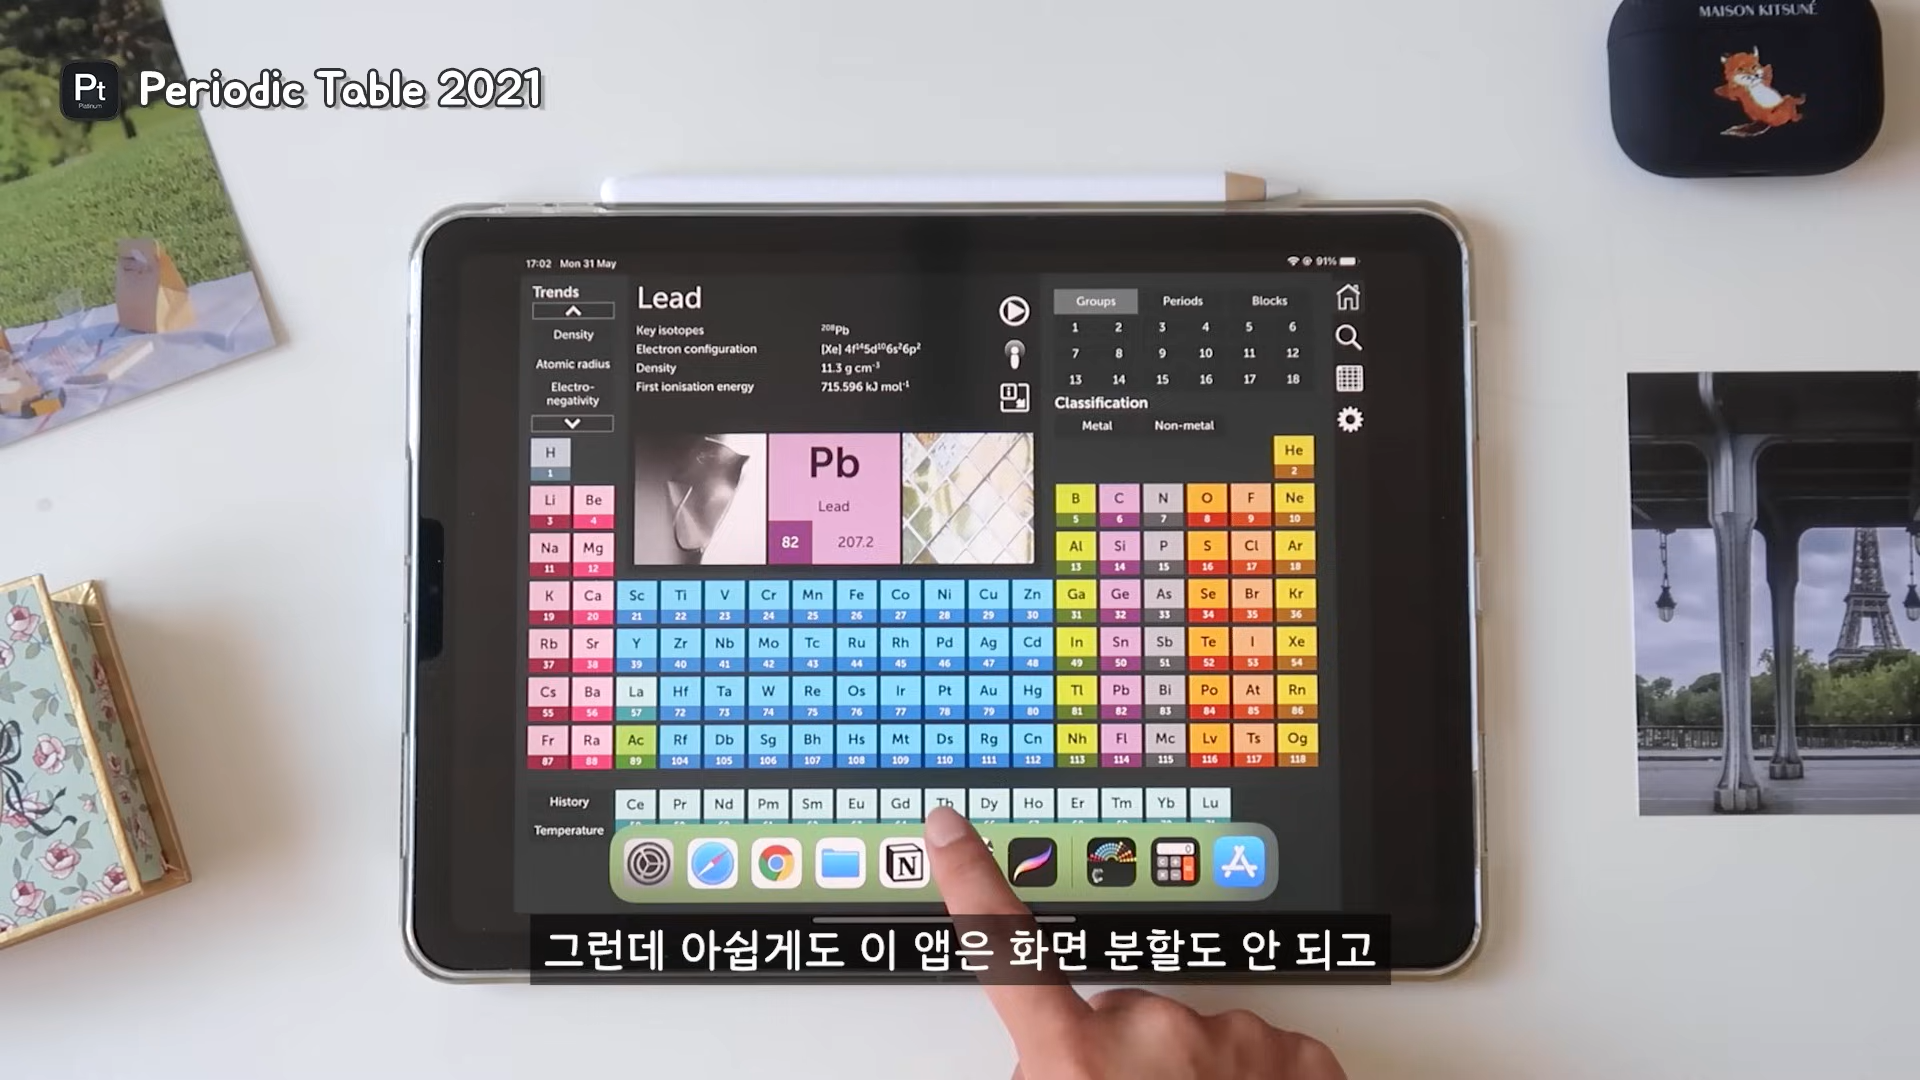 MAISON KITSUNÉ
Pt
Platinum
Periodic Table 2021
17:02 Mon 31 May
91%
Trends
Density
Atomic radius
Electro-
negativity
Lead
Key isotopes ²⁰⁸Pb
Electron configuration [Xe] 4f¹⁴5d¹⁰6s²6p²
Density 11.3 g cm⁻³
First ionisation energy 715.596 kJ mol⁻¹
Groups Periods Blocks
1 2 3 4 5 6
7 8 9 10 11 12
13 14 15 16 17 18
Classification
Metal Non-metal
Pb
Lead
82 207.2
H He
1 2
Li Be B C N O F Ne
3 4 5 6 7 8 9 10
Na Mg Al Si P S Cl Ar
11 12 13 14 15 16 17 18
K Ca Sc Ti V Cr Mn Fe Co Ni Cu Zn Ga Ge As Se Br Kr
19 20 21 22 23 24 25 26 27 28 29 30 31 32 33 34 35 36
Rb Sr Y Zr Nb Mo Tc Ru Rh Pd Ag Cd In Sn Sb Te I Xe
37 38 39 40 41 42 43 44 45 46 47 48 49 50 51 52 53 54
Cs Ba La Hf Ta W Re Os Ir Pt Au Hg Tl Pb Bi Po At Rn
55 56 57 72 73 74 75 76 77 78 79 80 81 82 83 84 85 86
Fr Ra Ac Rf Db Sg Bh Hs Mt Ds Rg Cn Nh Fl Mc Lv Ts Og
87 88 89 104 105 106 107 108 109 110 111 112 113 114 115 116 117 118
History
Ce Pr Nd Pm Sm Eu Gd Tb Dy Ho Er Tm Yb Lu
Temperature
N
C
그런데 아쉽게도 이 앱은 화면 분할도 안 되고